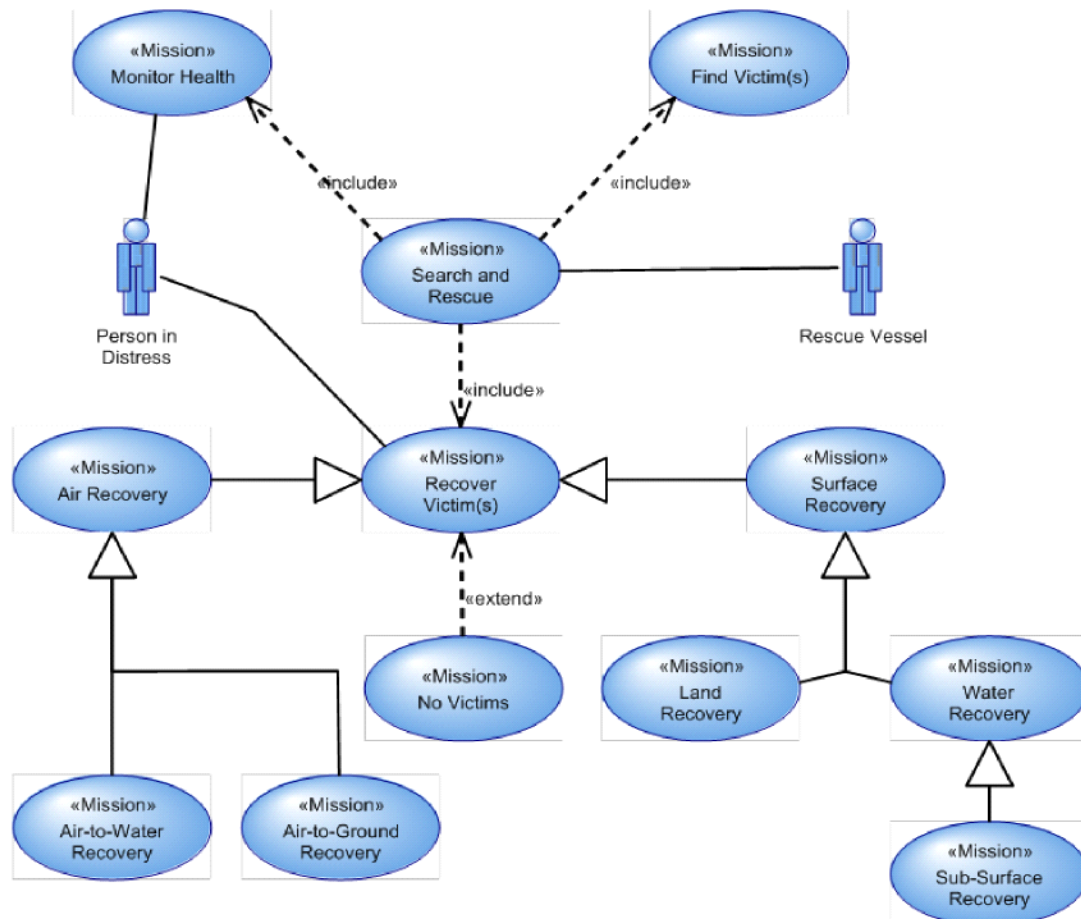 «Mission»
Monitor Health
«Mission»
Find Victim(s)
«include»
«include»
«Mission»
Search and
Rescue
Person in
Distress
Rescue Vessel
«include»
«Mission»
Air Recovery
«Mission»
Recover
Victim(s)
«Mission»
Surface
Recovery
«extend»
«Mission»
No Victims
«Mission»
Land
Recovery
«Mission»
Water
Recovery
«Mission»
Air-to-Water
Recovery
«Mission»
Air-to-Ground
Recovery
«Mission»
Sub-Surface
Recovery